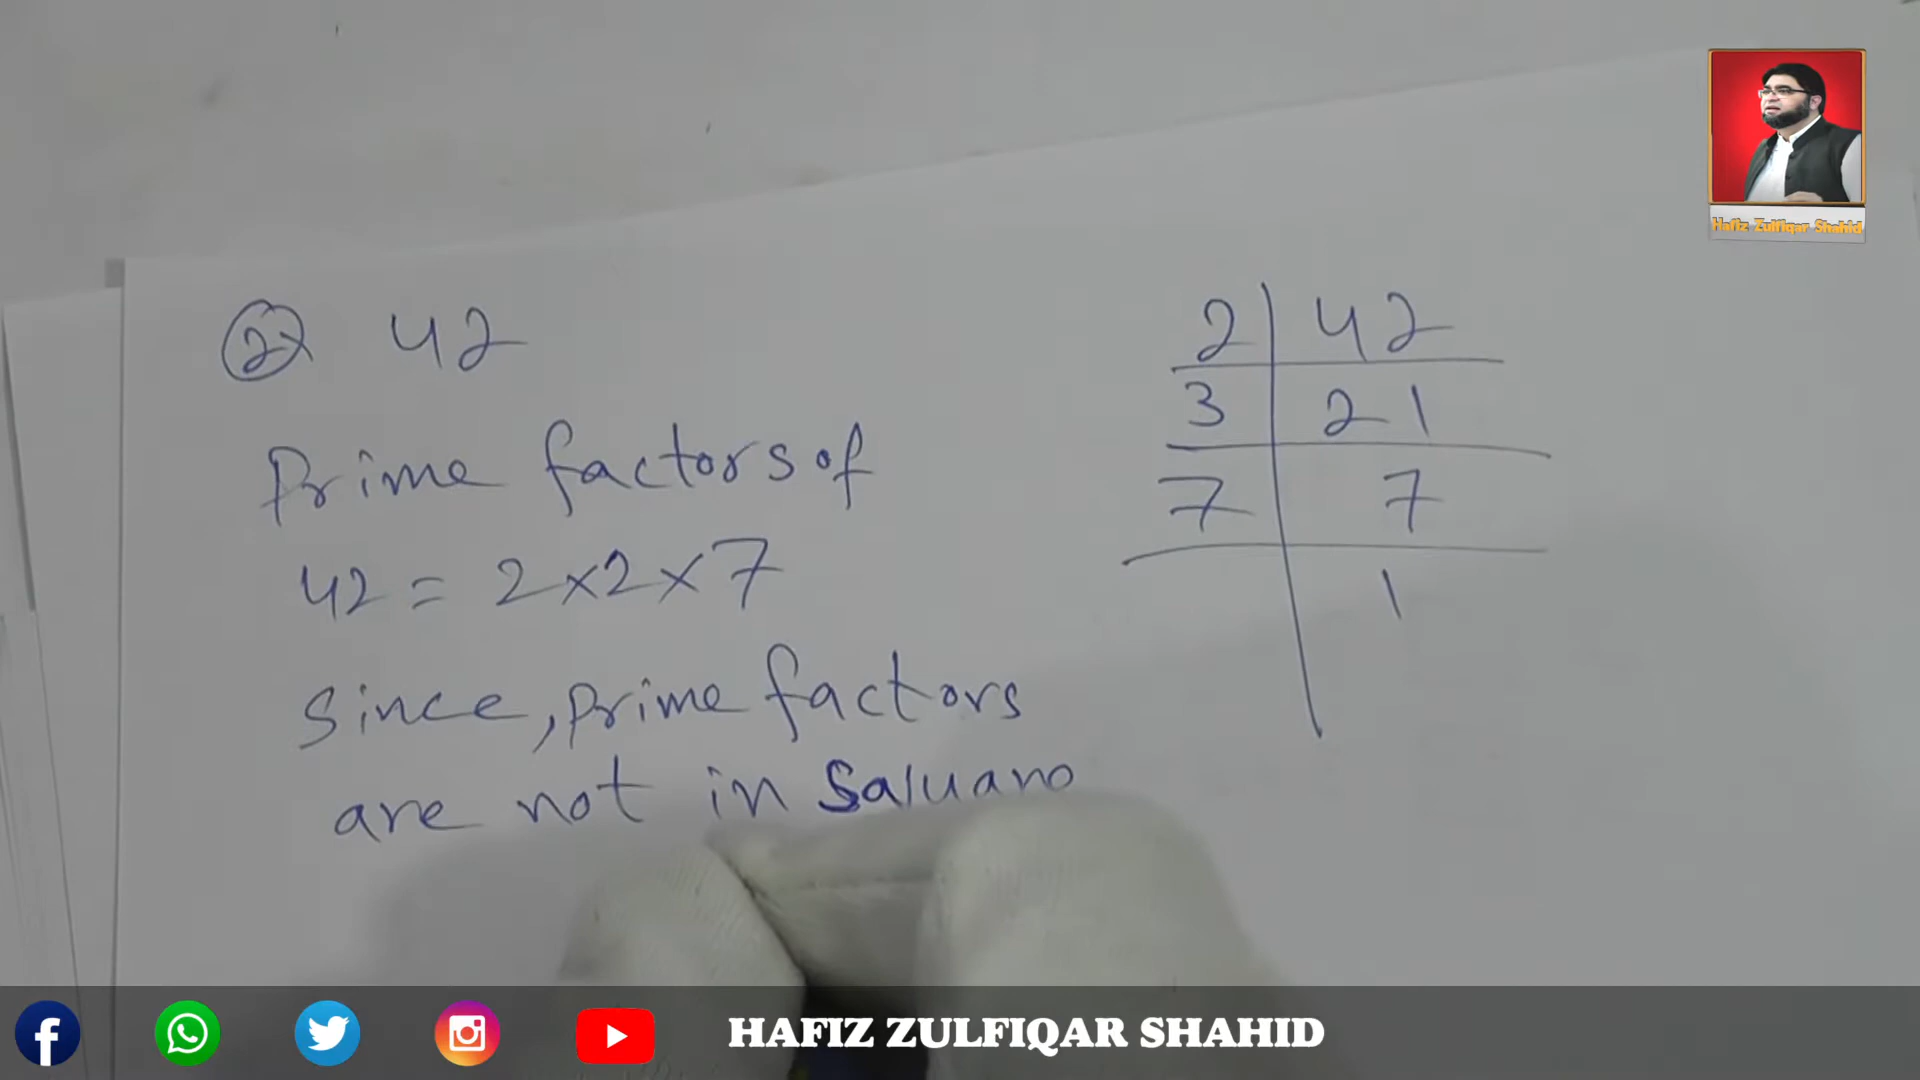 Hafiz Zulfiqar Shahid
2 42
Prime factors of
42 = 2×2×7
Since, prime factors
are not in
2 | 42
3 | 21
7 | 7
1
HAFIZ ZULFIQAR SHAHID